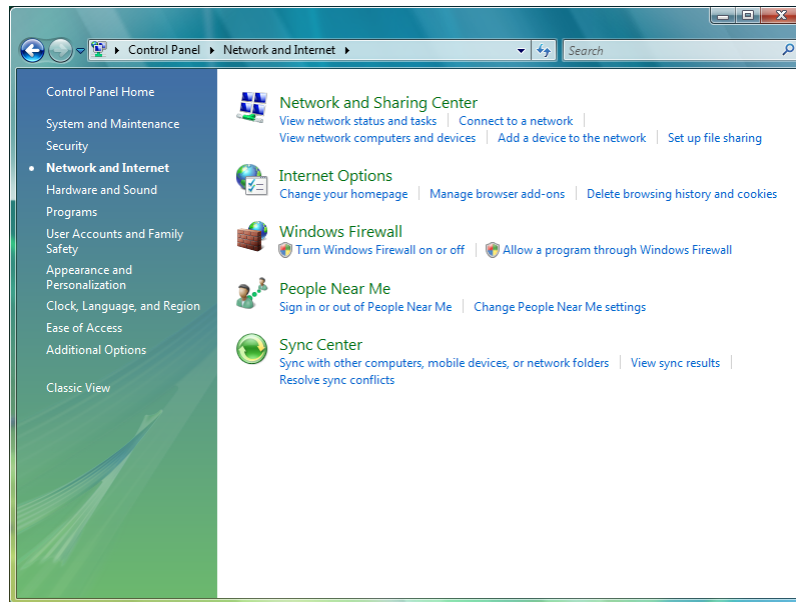 Control Panel Network and Internet Search
Control Panel Home
System and Maintenance
Security
Network and Internet
Hardware and Sound
Programs
User Accounts and Family
Safety
Appearance and
Personalization
Clock, Language, and Region
Ease of Access
Additional Options
Classic View
Network and Sharing Center
View network status and tasks Connect to a network
View network computers and devices Add a device to the network Set up file sharing
Internet Options
Change your homepage Manage browser add-ons Delete browsing history and cookies
Windows Firewall
Turn Windows Firewall on or off Allow a program through Windows Firewall
People Near Me
Sign in or out of People Near Me Change People Near Me settings
Sync Center
Sync with other computers, mobile devices, or network folders View sync results
Resolve sync conflicts